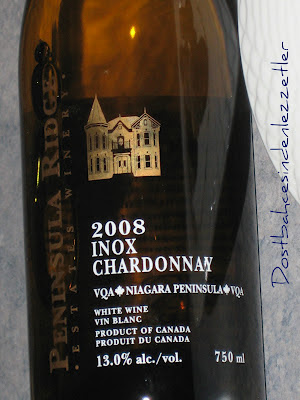 PENINSULA RIDGE
ESTATES WINERY
2008
INOX
CHARDONNAY
VQA NIAGARA PENINSULA VQA
WHITE WINE
VIN BLANC
PRODUCT OF CANADA
PRODUIT DU CANADA
13.0% alc./vol. 750 ml
Dostbahcesindenlezzetler